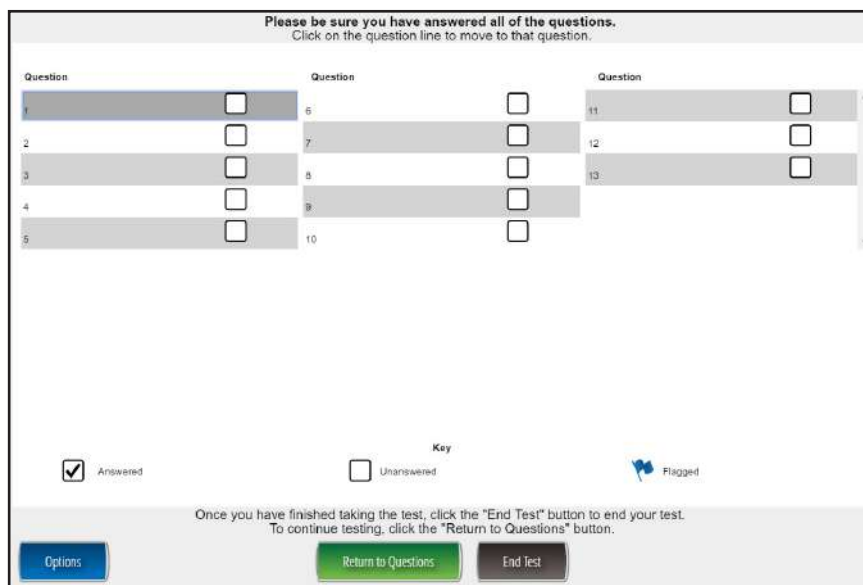 Please be sure you have answered all of the questions.
Click on the question line to move to that question.
Question Question Question
1 6 11
2 7 12
3 8 13
4 9
5 10
Key
Answered Unanswered Flagged
Once you have finished taking the test, click the "End Test" button to end your test.
To continue testing, click the "Return to Questions" button.
Options Return to Questions End Test